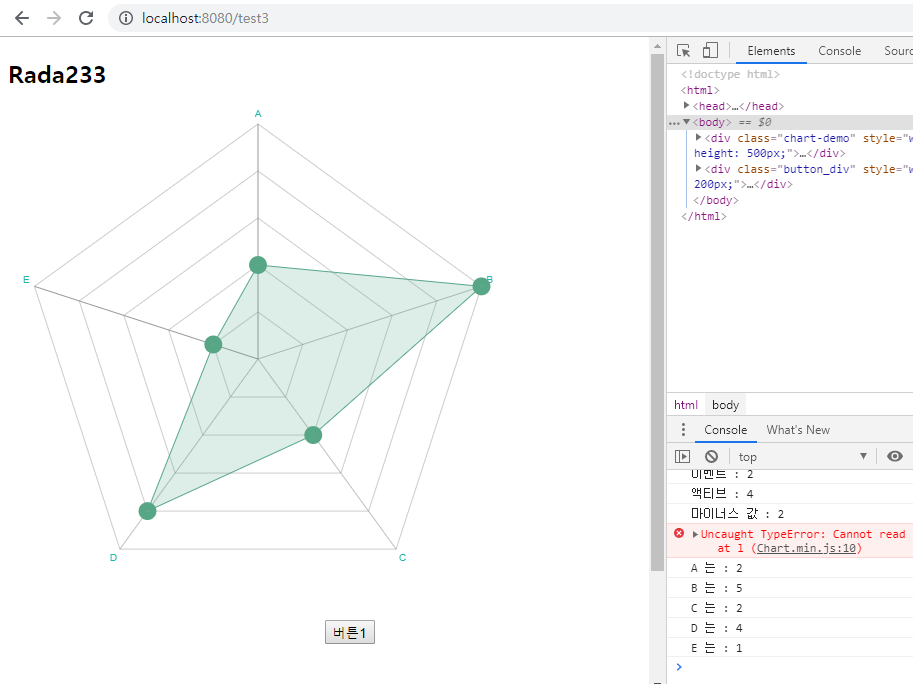 localhost:8080/test3
Rada233
A
B
C
D
E
버튼1
Elements Console Sourc
<!doctype html>
<html>
<head>…</head>
<body> == $0
<div class="chart-demo" style="w
height: 500px;">…</div>
<div class="button_div" style="w
200px;">…</div>
</body>
</html>
html body
Console What's New
top
이벤트 : 2
액티브 : 4
마이너스 값 : 2
Uncaught TypeError: Cannot read
at l (Chart.min.js:10)
A 는 : 2
B 는 : 5
C 는 : 2
D 는 : 4
E 는 : 1